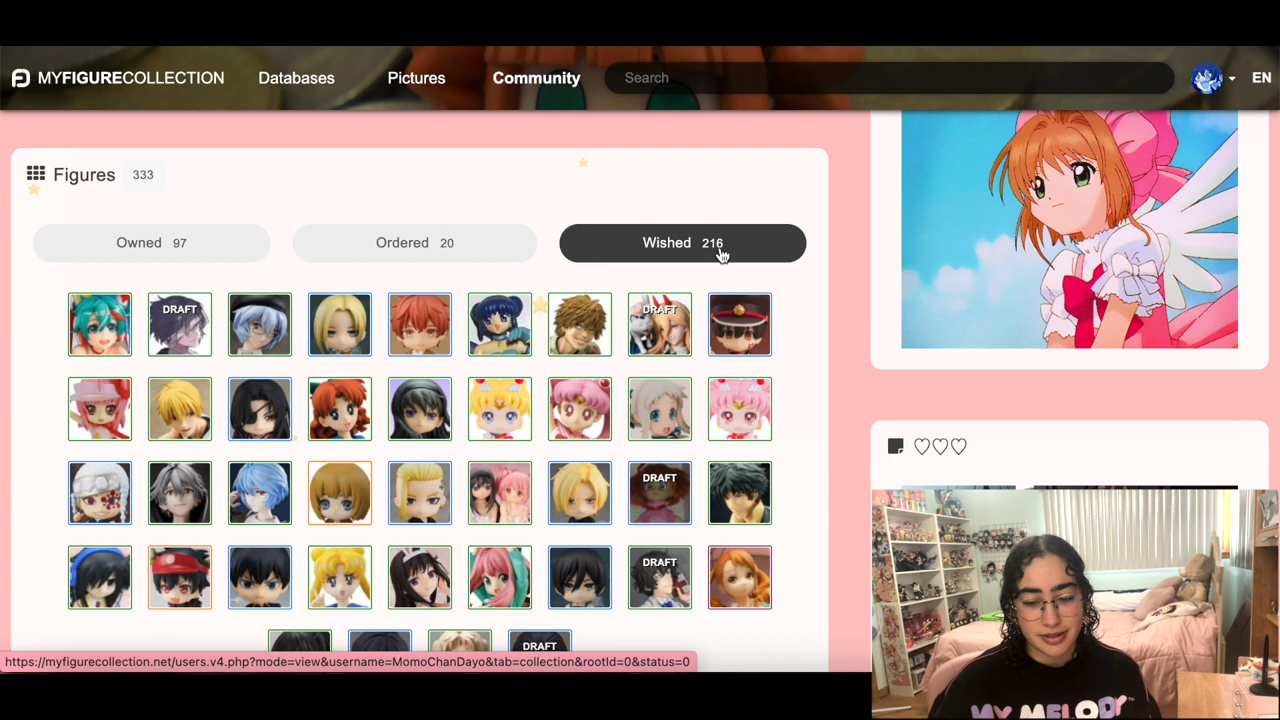 MYFIGURECOLLECTION Databases Pictures Community Search EN
Figures 333
Owned 97 Ordered 20 Wished 216
DRAFT DRAFT
♡♡♡
DRAFT
DRAFT
DRAFT
https://myfigurecollection.net/users.v4.php?mode=view&username=MomoChanDayo&tab=collection&rootId=0&status=0
MY MELODY